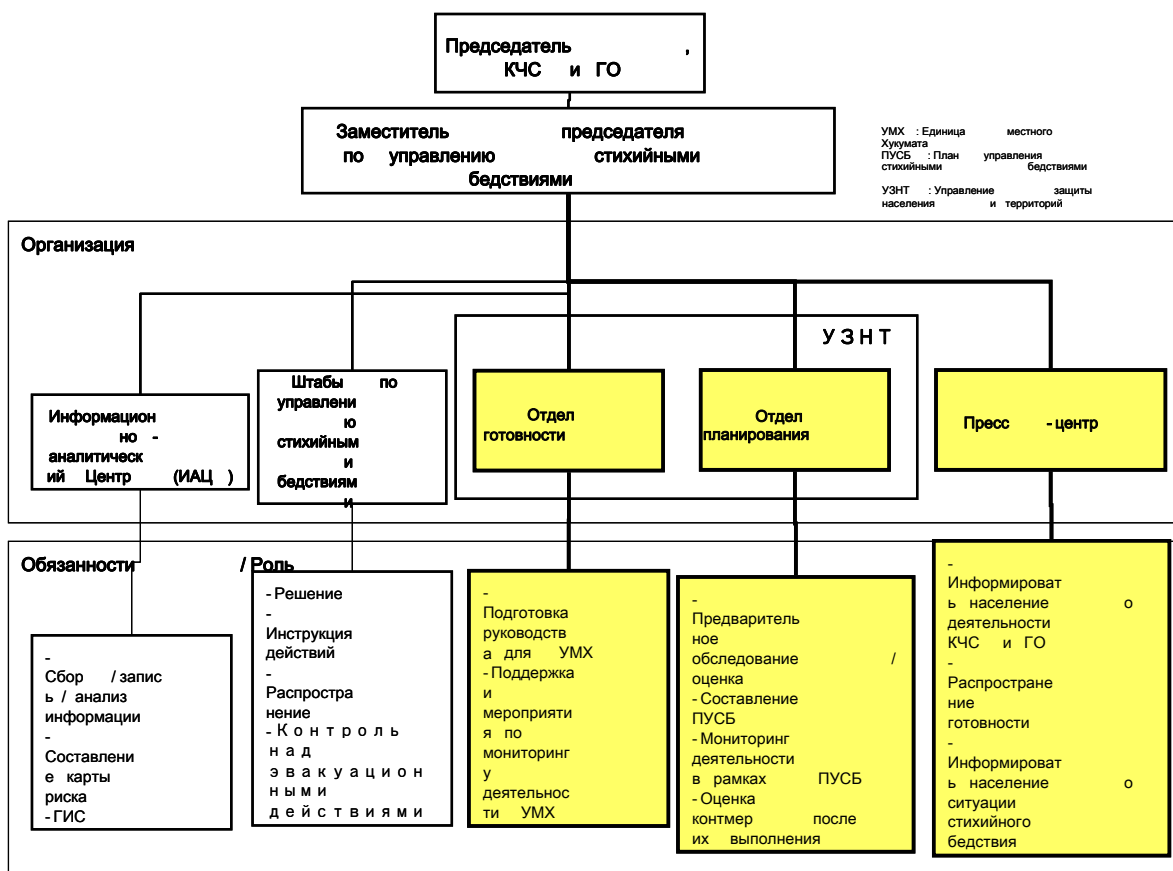 Председатель ,
КЧС и ГО
Заместитель председателя
по управлению стихийными
бедствиями
УМХ : Единица местного
Хукумата
ПУСБ : План управления
стихийными бедствиями
УЗНТ : Управление защиты
населения и территорий
Организация
У З Н Т
Информацион
но -
аналитическ
ий Центр (ИАЦ )
Штабы по
управлени
ю
стихийным
и
бедствиям
и
Отдел
готовности
Отдел
планирования
Пресс - центр
Обязанности / Роль
-
Сбор / запис
ь / анализ
информации
-
Составлени
е карты
риска
- ГИС
- Решение
-
Инструкция
действий
-
Распростра
нение
- К о н т р о л ь
н а д
э в а к у а ц и о н
н ы м и
д е й с т в и я м и
-
Подготовка
руководств
а для УМХ
- Поддержка
и
мероприяти
я по
мониторинг
у
деятельнос
ти УМХ
-
Предваритель
ное
обследование /
оценка
- Составление
ПУСБ
- Мониторинг
деятельности
в рамках ПУСБ
- Оценка
контмер после
их выполнения
-
Информироват
ь население о
деятельности
КЧС и ГО
-
Распростране
ние
готовности
-
Информироват
ь население о
ситуации
стихийного
бедствия